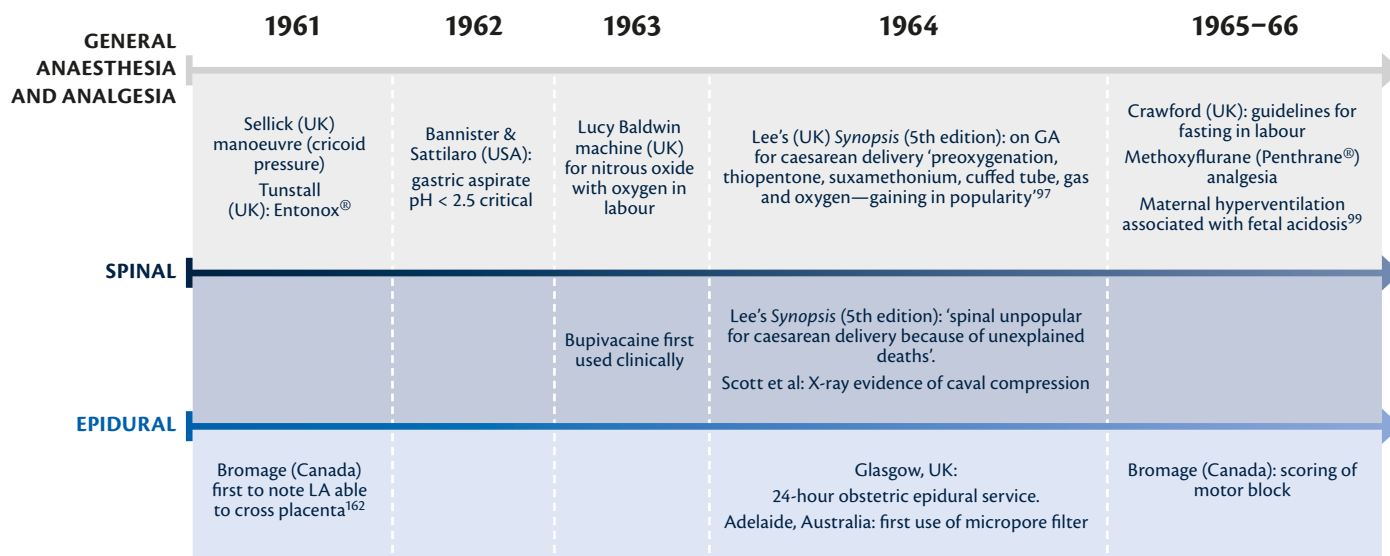 1961
1962
1963
1964
1965–66
GENERAL
ANAESTHESIA
AND ANALGESIA
Sellick (UK)
manoeuvre (cricoid
pressure)
Tunstall
(UK): Entonox®
Bannister &
Sattilaro (USA):
gastric aspirate
pH < 2.5 critical
Lucy Baldwin
machine (UK)
for nitrous oxide
with oxygen in
labour
Lee's (UK) Synopsis (5th edition): on GA
for caesarean delivery 'preoxygenation,
thiopentone, suxamethonium, cuffed tube, gas
and oxygen—gaining in popularity'97
Crawford (UK): guidelines for
fasting in labour
Methoxyflurane (Penthrane®)
analgesia
Maternal hyperventilation
associated with fetal acidosis99
SPINAL
Bupivacaine first
used clinically
Lee's Synopsis (5th edition): 'spinal unpopular
for caesarean delivery because of unexplained
deaths'.
Scott et al: X-ray evidence of caval compression
EPIDURAL
Bromage (Canada)
first to note LA able
to cross placenta162
Glasgow, UK:
24-hour obstetric epidural service.
Adelaide, Australia: first use of micropore filter
Bromage (Canada): scoring of
motor block